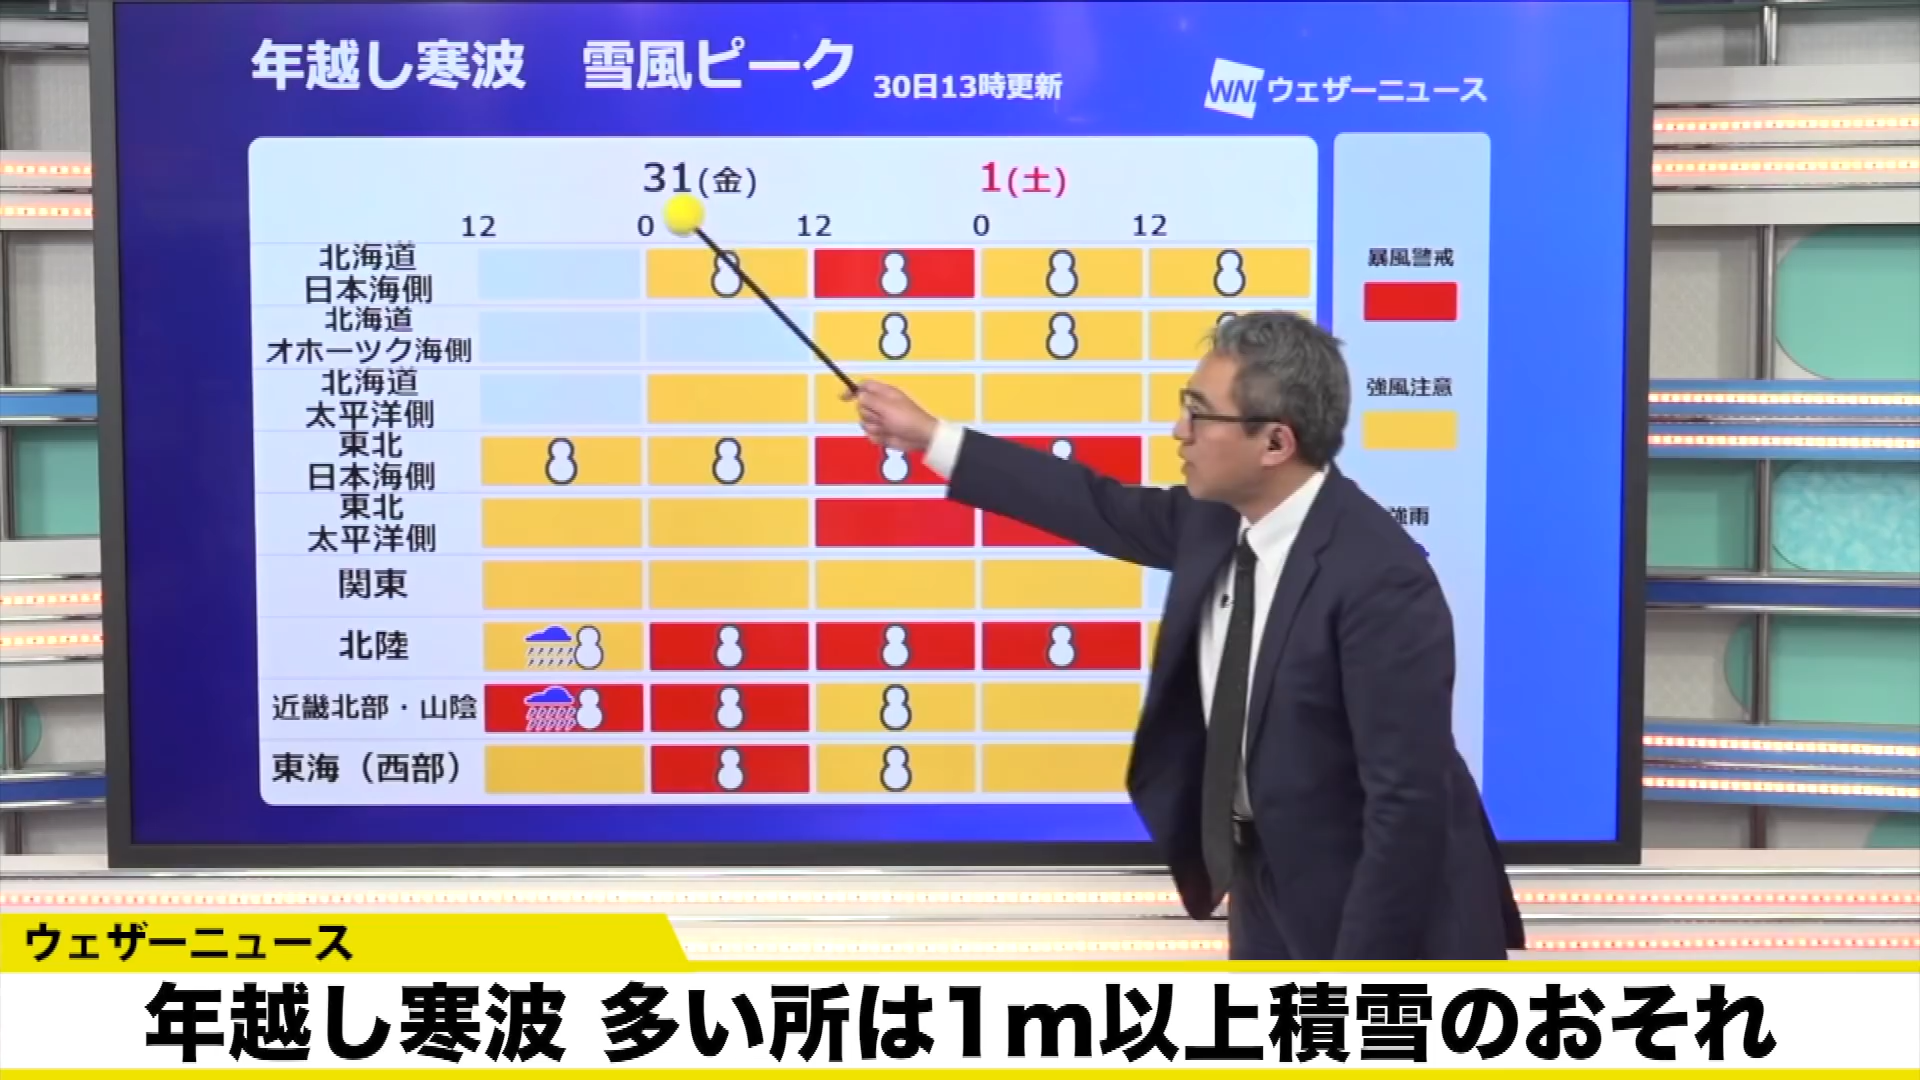 年越し寒波　雪風ピーク 30日13時更新
WN ウェザーニュース
31(金) 1(土)
12 0 12 0 12
北海道
日本海側
北海道
オホーツク海側
北海道
太平洋側
東北
日本海側
東北
太平洋側
関東
北陸
近畿北部・山陰
東海（西部）
暴風警戒
強風注意
強雨
ウェザーニュース
年越し寒波 多い所は1m以上積雪のおそれ